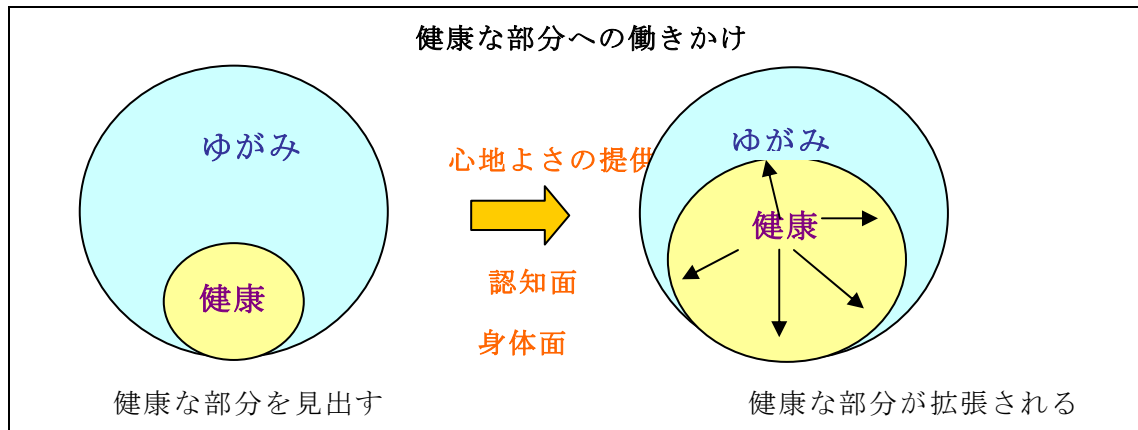 健康な部分への働きかけ
ゆがみ
健康
健康な部分を見出す
心地よさの提供
認知面
身体面
ゆがみ
健康
健康な部分が拡張される